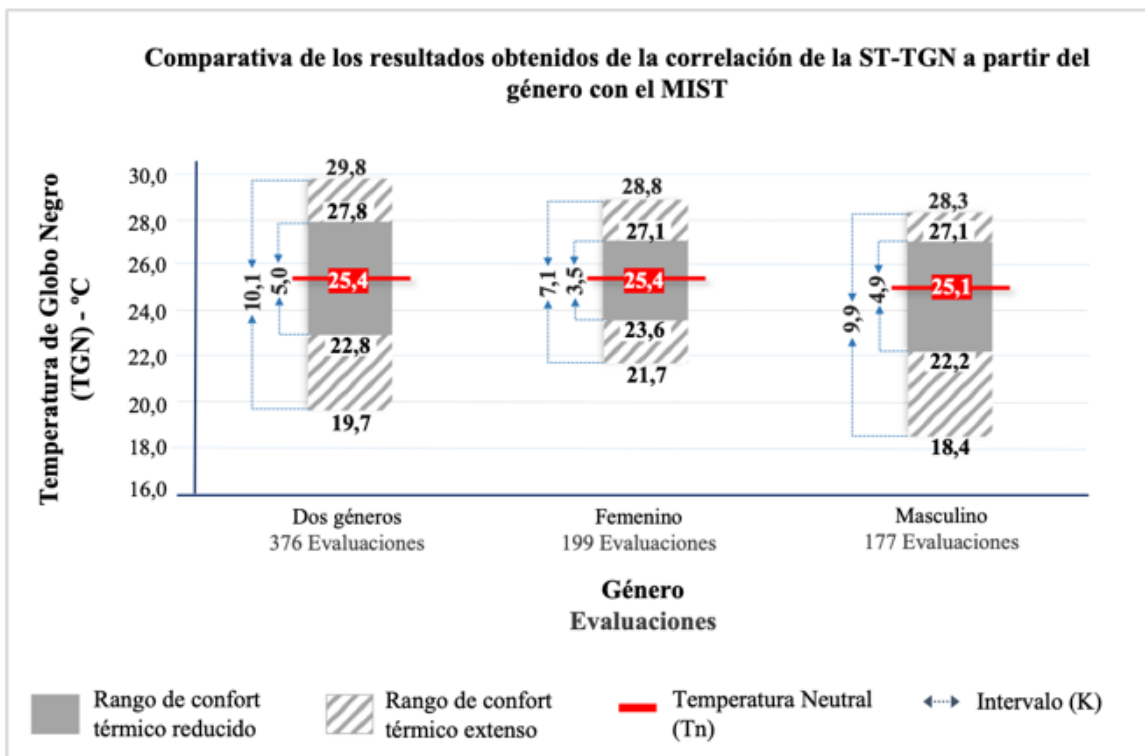 Comparativa de los resultados obtenidos de la correlación de la ST-TGN a partir del
género con el MIST
Temperatura de Globo Negro
(TGN) - ºC
30,0
28,0
26,0
24,0
22,0
20,0
18,0
16,0
29,8
27,8
10,1
5,0
25,4
22,8
19,7
28,8
27,1
7,1
3,5
25,4
23,6
21,7
28,3
27,1
9,9
4,9
25,1
22,2
18,4
Dos géneros
376 Evaluaciones
Femenino
199 Evaluaciones
Masculino
177 Evaluaciones
Género
Evaluaciones
Rango de confort
térmico reducido
Rango de confort
térmico extenso
Temperatura Neutral
(Tn)
Intervalo (K)